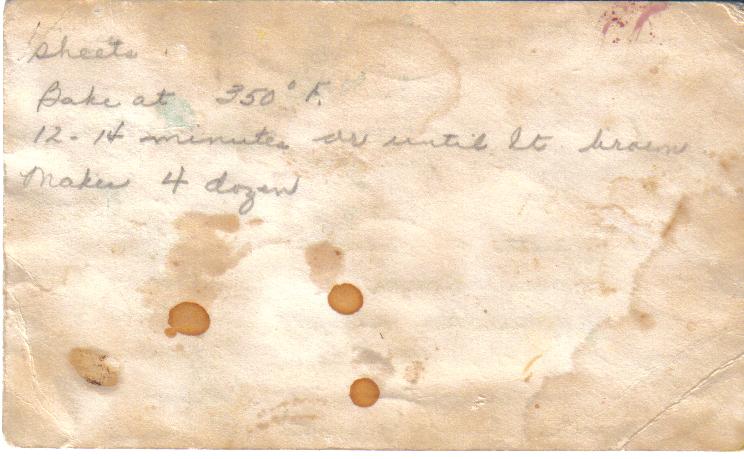 sheets
Bake at 350° F.
12-14 minutes or until lt brown
Makes 4 dozen